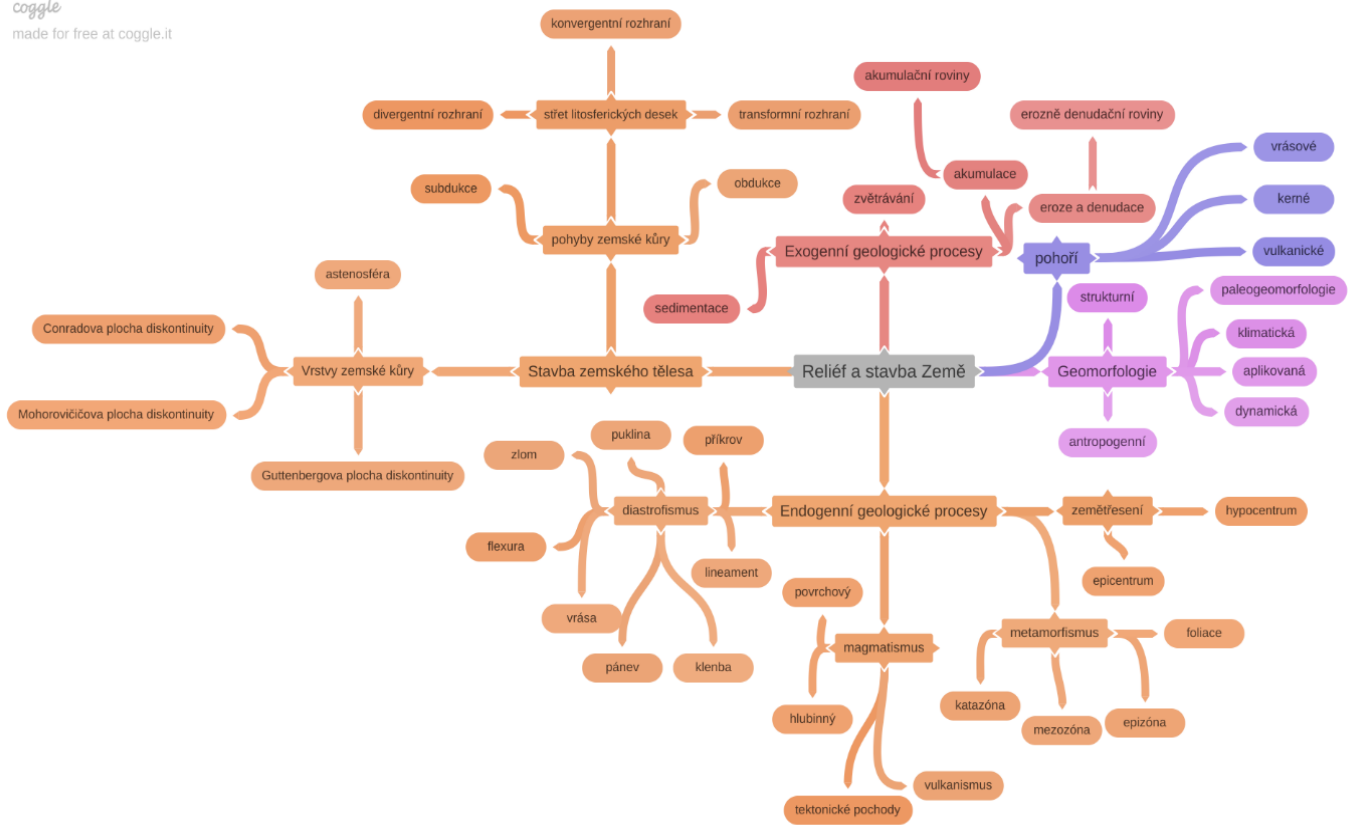 coggle
made for free at coggle.it
konvergentní rozhraní
divergentní rozhraní
střet litosferických desek
transformní rozhraní
subdukce
obdukce
pohyby zemské kůry
astenosféra
Conradova plocha diskontinuity
Vrstvy zemské kůry
Mohorovičičova plocha diskontinuity
Guttenbergova plocha diskontinuity
Stavba zemského tělesa
Reliéf a stavba Země
akumulační roviny
erozně denudační roviny
akumulace
zvětrávání
eroze a denudace
Exogenní geologické procesy
sedimentace
pohoří
vrásové
kerné
vulkanické
strukturní
paleogeomorfologie
klimatická
Geomorfologie
aplikovaná
dynamická
antropogenní
puklina
příkrov
zlom
diastrofismus
flexura
lineament
vrása
pánev
klenba
Endogenní geologické procesy
zemětřesení
hypocentrum
epicentrum
povrchový
magmatismus
hlubinný
tektonické pochody
vulkanismus
metamorfismus
foliace
katazóna
mezozóna
epizóna